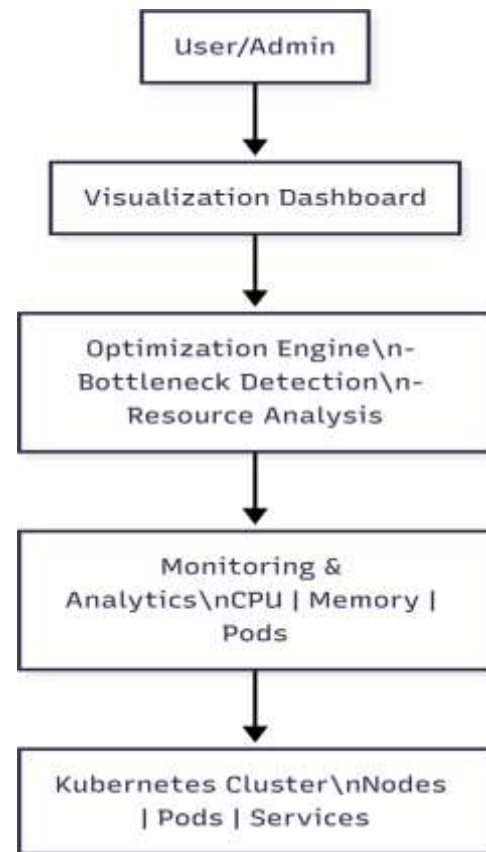 User/Admin
Visualization Dashboard
Optimization Engine\n-
Bottleneck Detection\n-
Resource Analysis
Monitoring &
Analytics\nCPU | Memory |
Pods
Kubernetes Cluster\nNodes
| Pods | Services